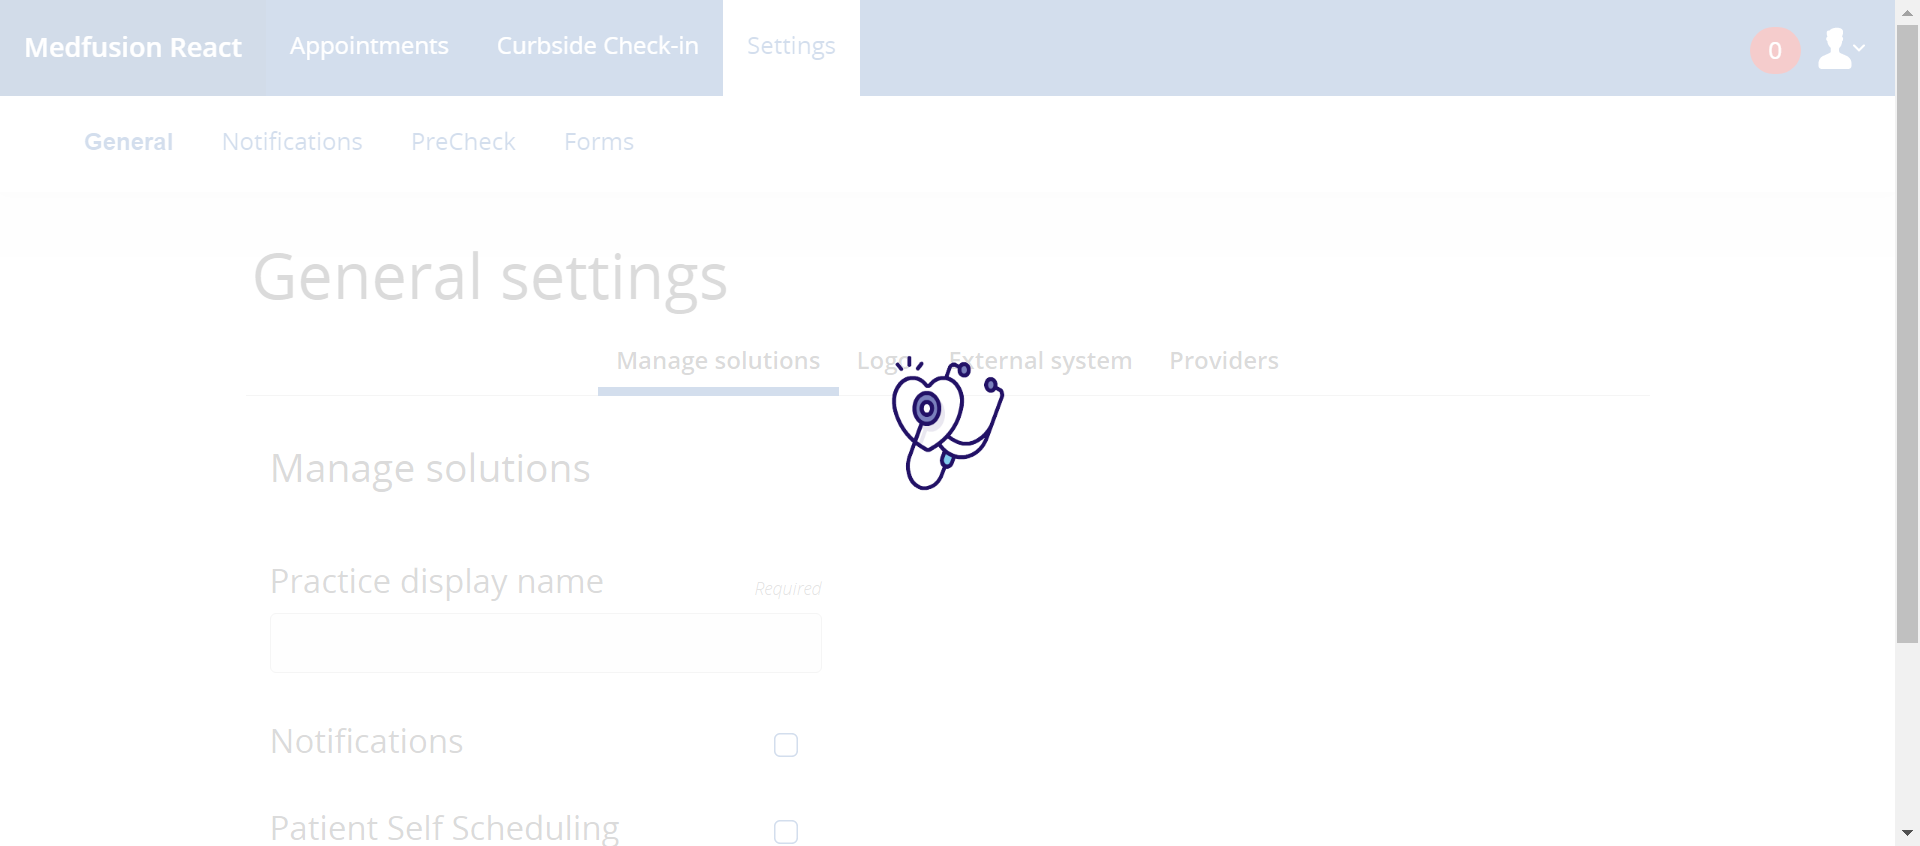 Medfusion React Appointments Curbside Check-in Settings 0
General Notifications PreCheck Forms
General settings
Manage solutions Logo External system Providers
Manage solutions
Practice display name Required
Notifications
Patient Self Scheduling